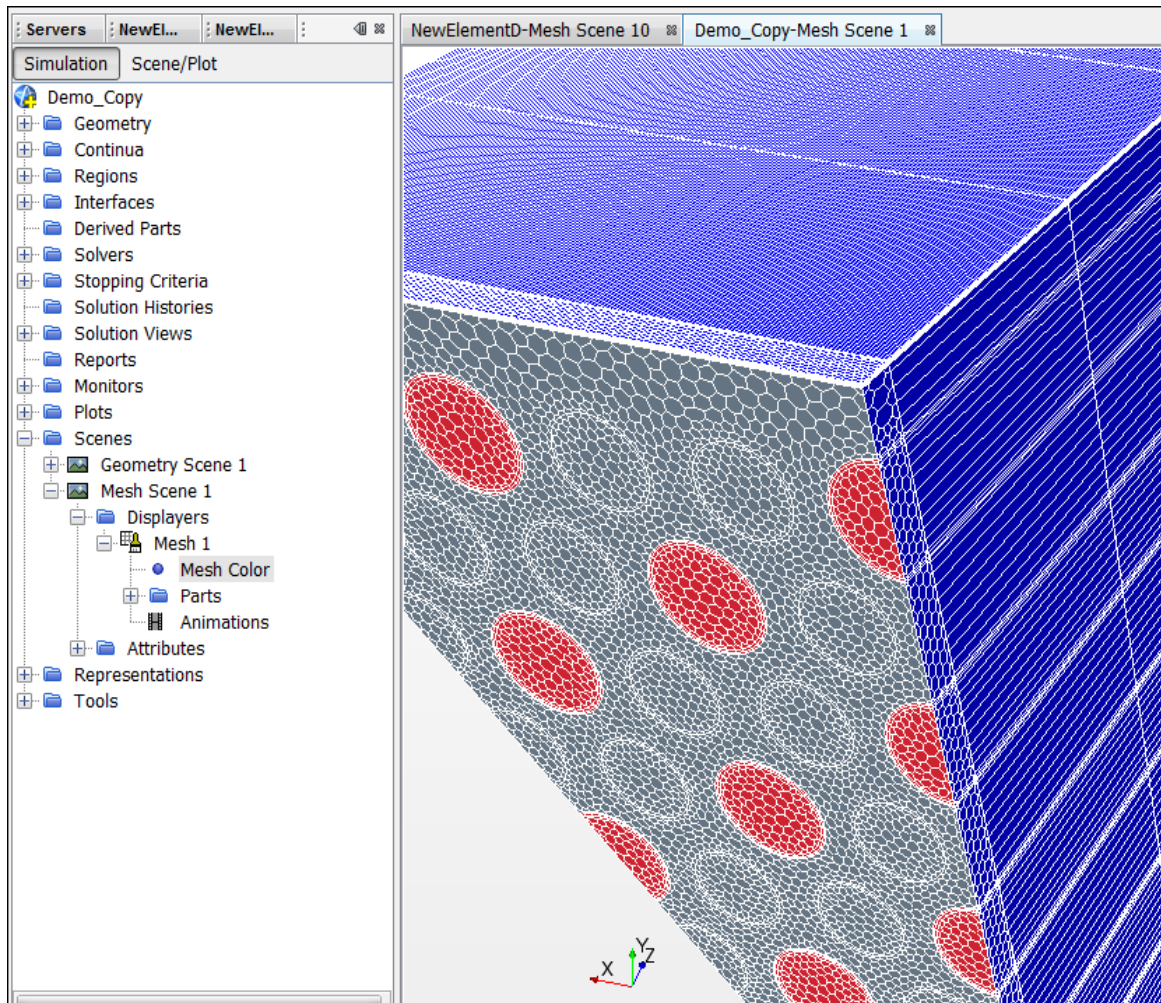 Servers NewEl... NewEl...
NewElementD-Mesh Scene 10 Demo_Copy-Mesh Scene 1
Simulation Scene/Plot
Demo_Copy
Geometry
Continua
Regions
Interfaces
Derived Parts
Solvers
Stopping Criteria
Solution Histories
Solution Views
Reports
Monitors
Plots
Scenes
Geometry Scene 1
Mesh Scene 1
Displayers
Mesh 1
Mesh Color
Parts
Animations
Attributes
Representations
Tools
Y
Z
X